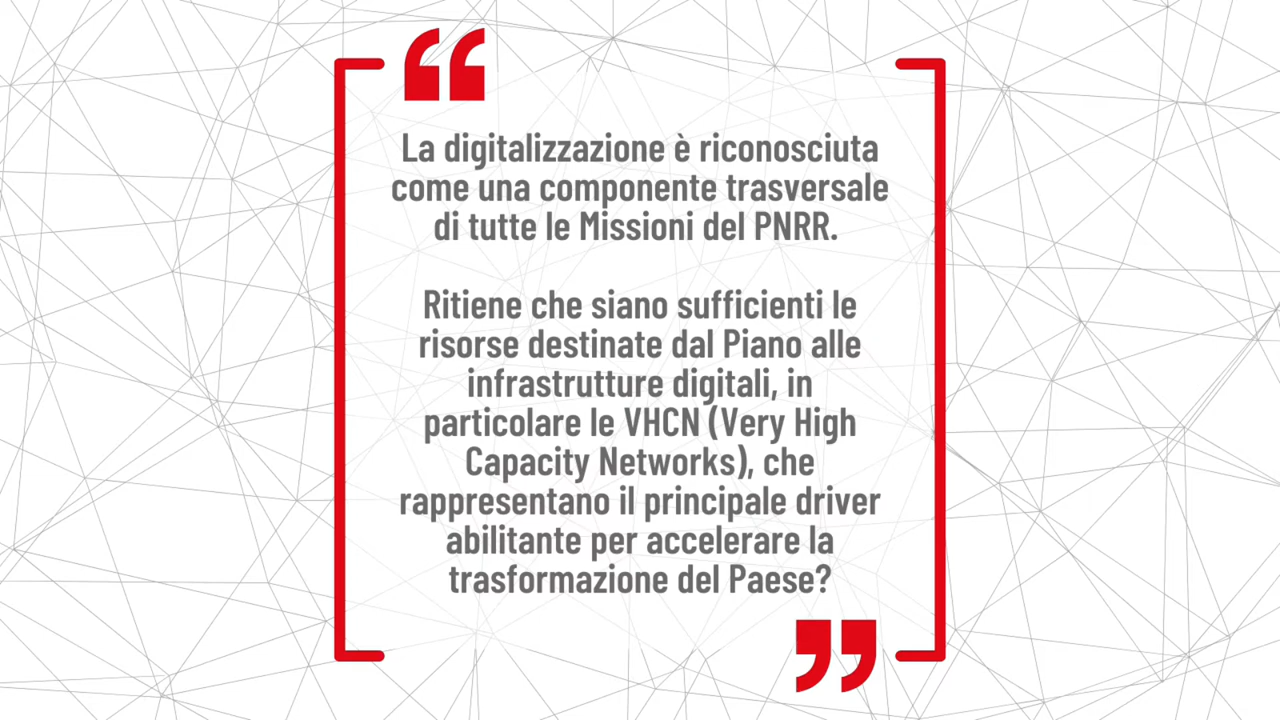 La digitalizzazione è riconosciuta
come una componente trasversale
di tutte le Missioni del PNRR.
Ritiene che siano sufficienti le
risorse destinate dal Piano alle
infrastrutture digitali, in
particolare le VHCN (Very High
Capacity Networks), che
rappresentano il principale driver
abilitante per accelerare la
trasformazione del Paese?